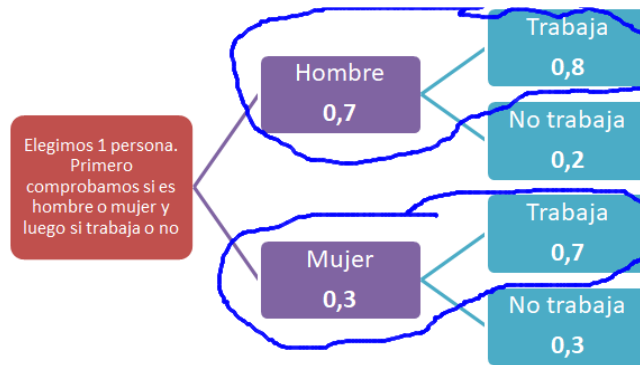 Elegimos 1 persona.
Primero
comprobamos si es
hombre o mujer y
luego si trabaja o no
Hombre
0,7
Trabaja
0,8
No trabaja
0,2
Mujer
0,3
Trabaja
0,7
No trabaja
0,3